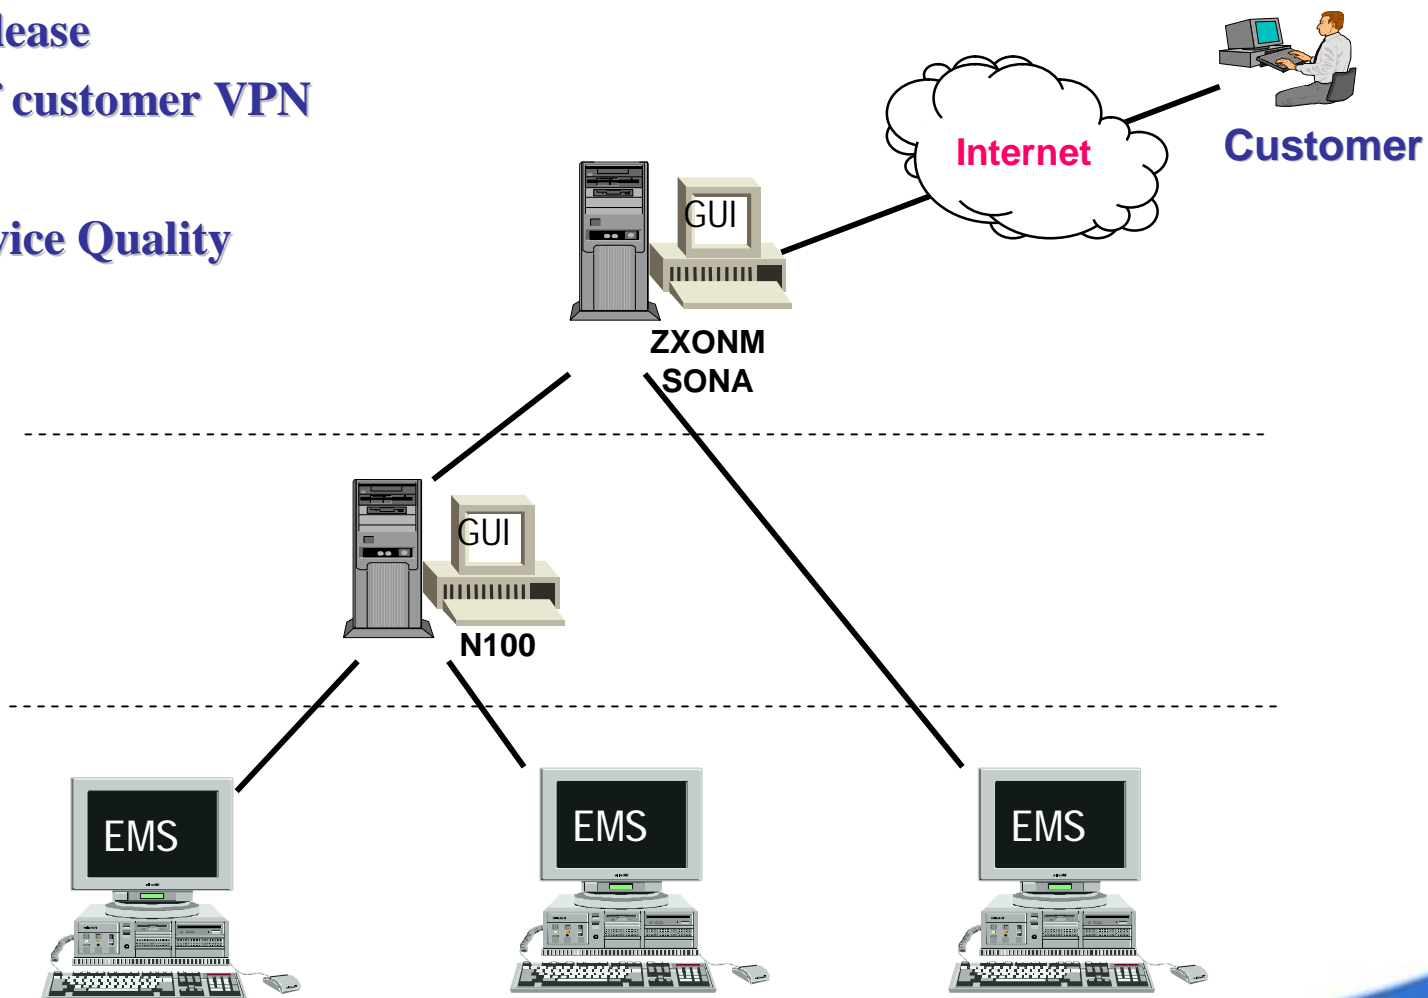 lease
customer VPN
vice Quality
Internet
Customer
GUI
ZXONM
SONA
GUI
N100
EMS
EMS
EMS